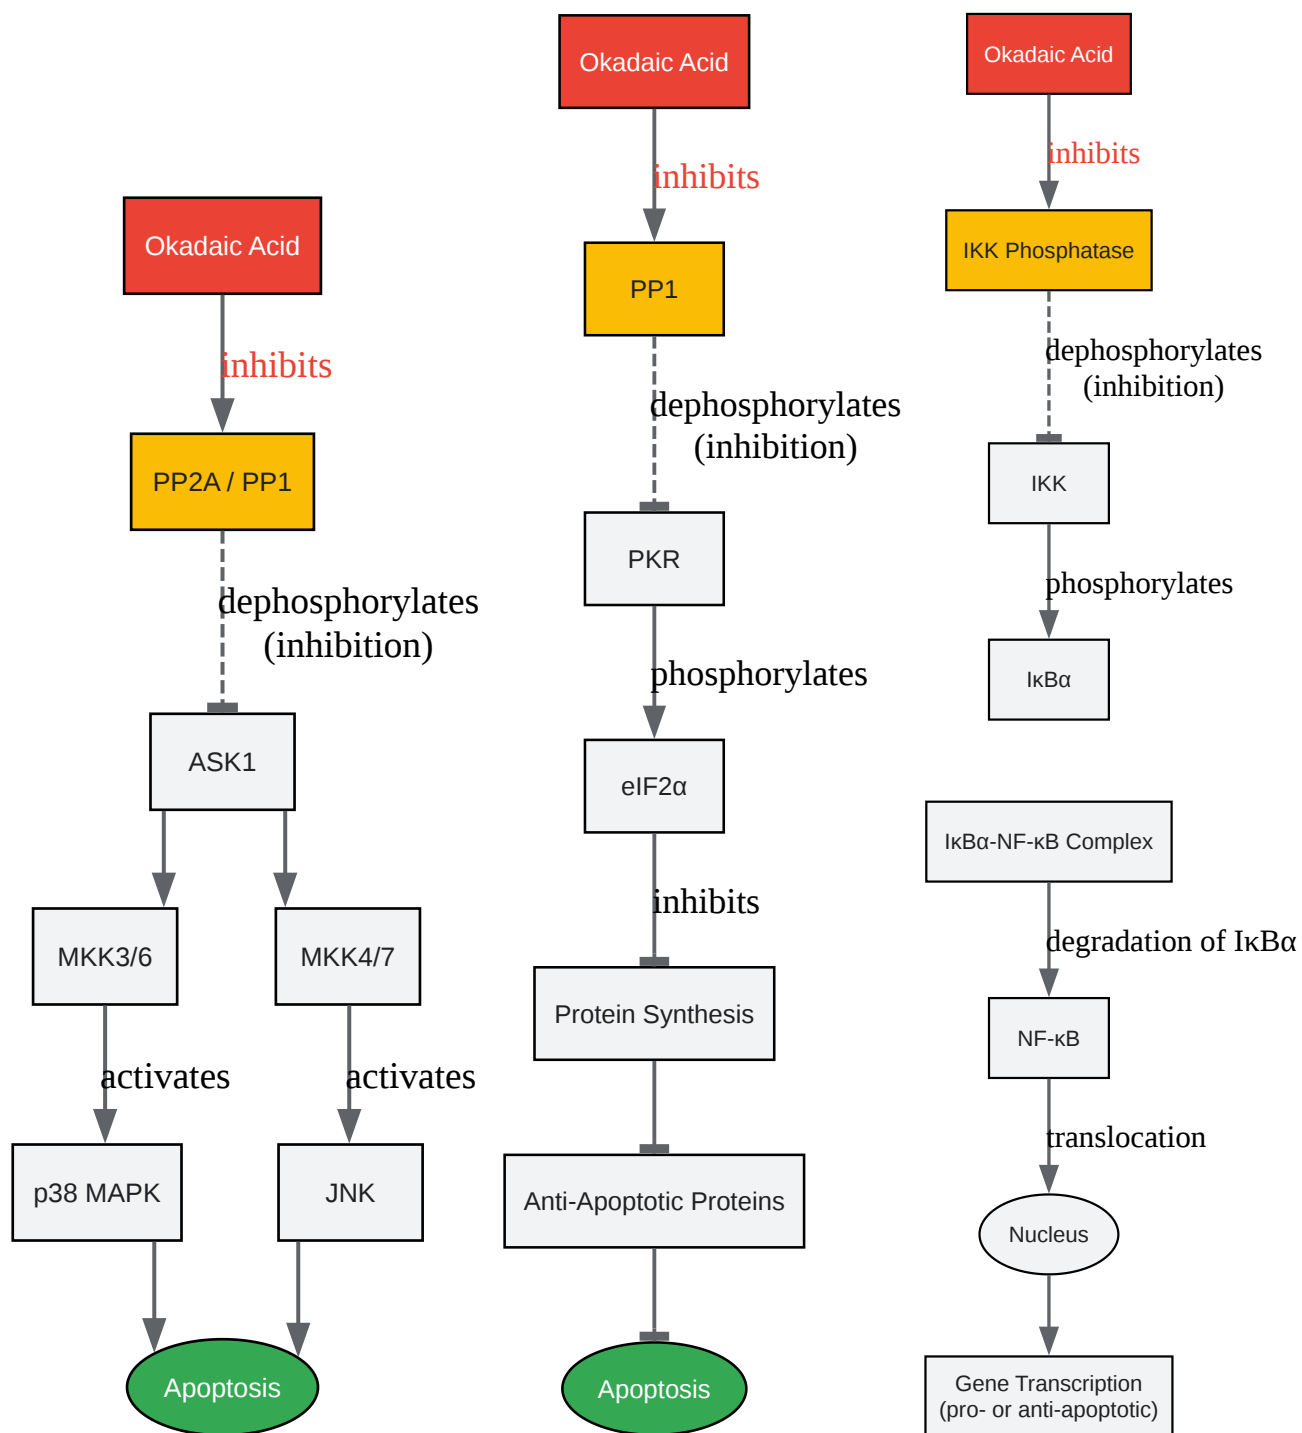 Okadaic Acid
inhibits
PP2A / PP1
dephosphorylates
(inhibition)
ASK1
MKK3/6
MKK4/7
activates
activates
p38 MAPK
JNK
Apoptosis
Okadaic Acid
inhibits
PP1
dephosphorylates
(inhibition)
PKR
phosphorylates
eIF2α
inhibits
Protein Synthesis
Anti-Apoptotic Proteins
Apoptosis
Okadaic Acid
inhibits
IKK Phosphatase
dephosphorylates
(inhibition)
IKK
phosphorylates
IκBα
IκBα-NF-κB Complex
degradation of IκBα
NF-κB
translocation
Nucleus
Gene Transcription
(pro- or anti-apoptotic)